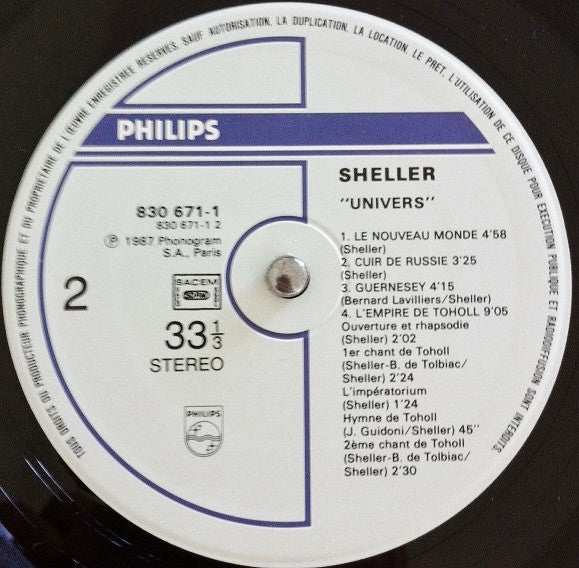 TOUS DROITS DU PRODUCTEUR PHONOGRAPHIQUE ET DU PROPRIETAIRE DE L'ŒUVRE ENREGISTREE RESERVES. SAUF AUTORISATION, LA DUPLICATION, LA LOCATION, LE PRET, L'UTILISATION DE CE DISQUE POUR EXECUTION PUBLIQUE ET RADIODIFFUSION SONT INTERDITS.
PHILIPS
830 671-1
830 671-1 2
℗ 1987 Phonogram
S.A., Paris
2
SACEM
33 1/3
STEREO
PHILIPS
SHELLER
"UNIVERS"
1. LE NOUVEAU MONDE 4'58
(Sheller)
2. CUIR DE RUSSIE 3'25
(Sheller)
3. GUERNESEY 4'15
(Bernard Lavilliers/Sheller)
4. L'EMPIRE DE TOHOLL 9'05
Ouverture et rhapsodie
(Sheller) 2'02
1er chant de Toholl
(Sheller-B. de Tolbiac/
Sheller) 2'24
L'impératorium
(Sheller) 1'24
Hymne de Toholl
(J. Guidoni/Sheller) 45"
2ème chant de Toholl
(Sheller-B. de Tolbiac/
Sheller) 2'30